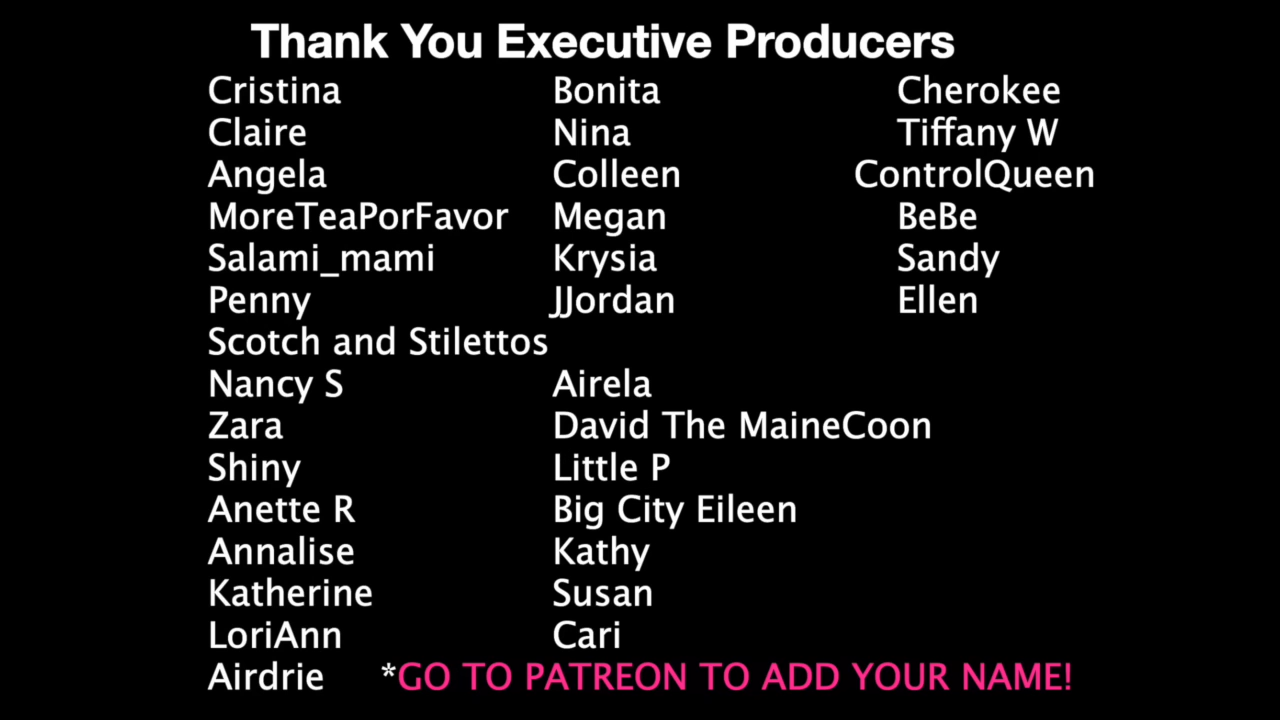 Thank You Executive Producers
Cristina Bonita Cherokee
Claire Nina Tiffany W
Angela Colleen ControlQueen
MoreTeaPorFavor Megan BeBe
Salami_mami Krysia Sandy
Penny JJordan Ellen
Scotch and Stilettos
Nancy S Airela
Zara David The MaineCoon
Shiny Little P
Anette R Big City Eileen
Annalise Kathy
Katherine Susan
LoriAnn Cari
Airdrie *GO TO PATREON TO ADD YOUR NAME!